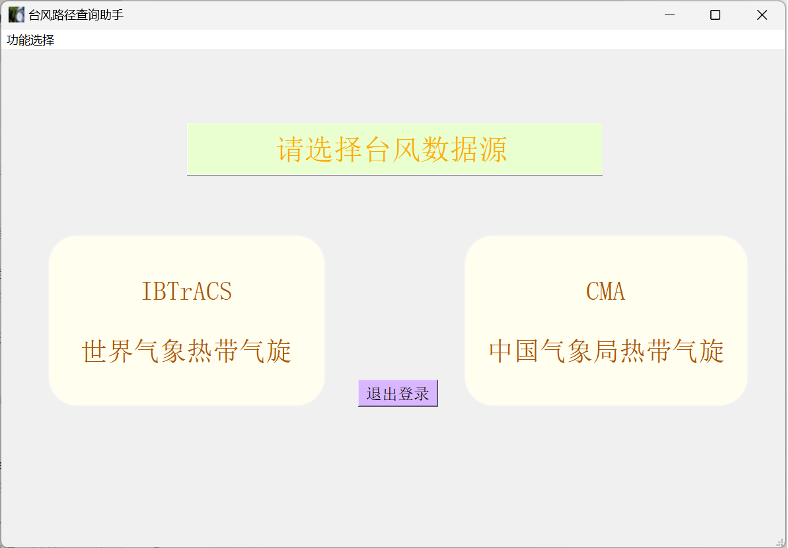 台风路径查询助手
功能选择
请选择台风数据源
IBTrACS
世界气象热带气旋
CMA
中国气象局热带气旋
退出登录